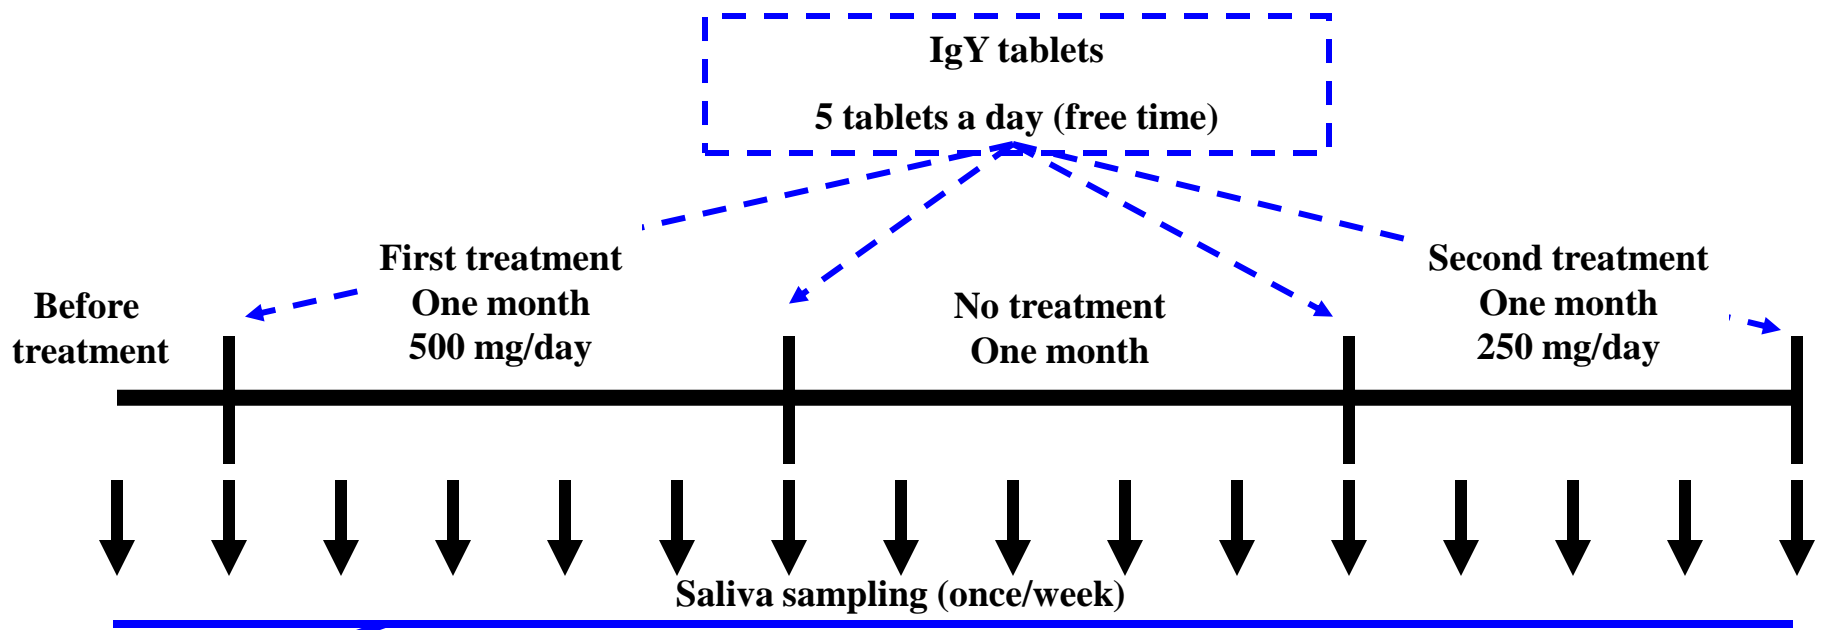 IgY tablets
5 tablets a day (free time)
Before
treatment
First treatment
One month
500 mg/day
No treatment
One month
Second treatment
One month
250 mg/day
Saliva sampling (once/week)